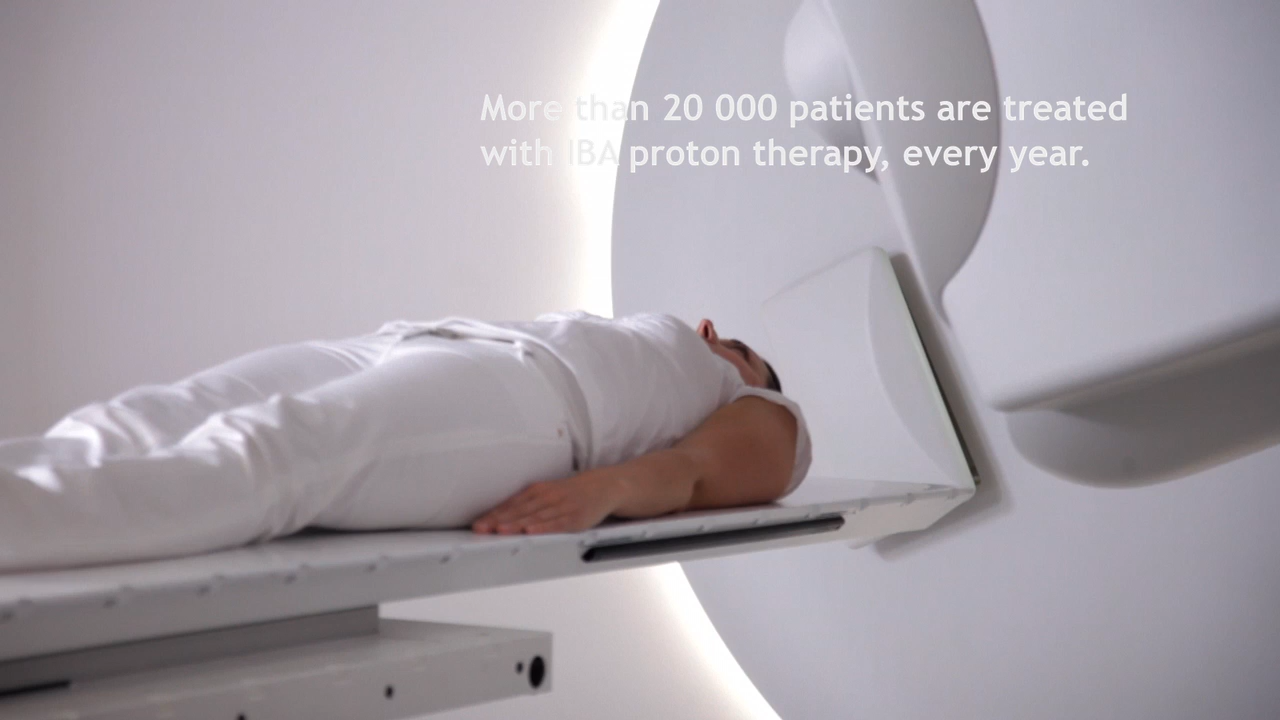 More than 20 000 patients are treated
with IBA proton therapy, every year.